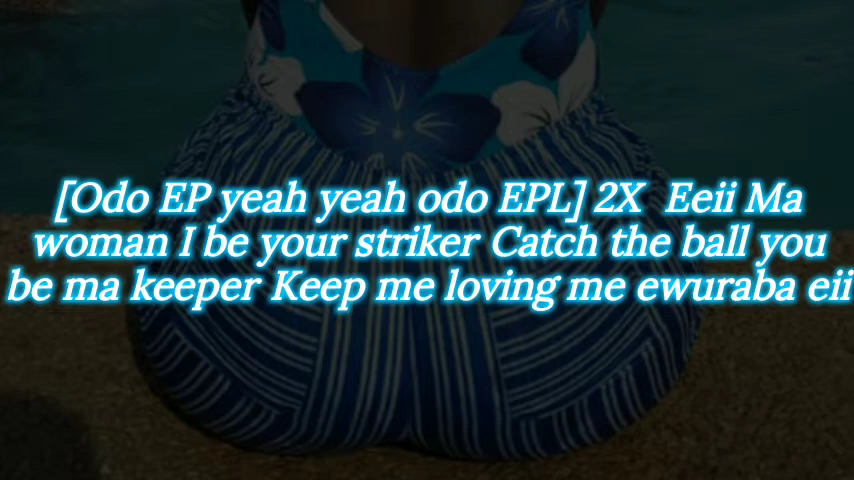 [Odo EP yeah yeah odo EPL] 2X  Eeii Ma
woman I be your striker Catch the ball you
be ma keeper Keep me loving me ewuraba eii